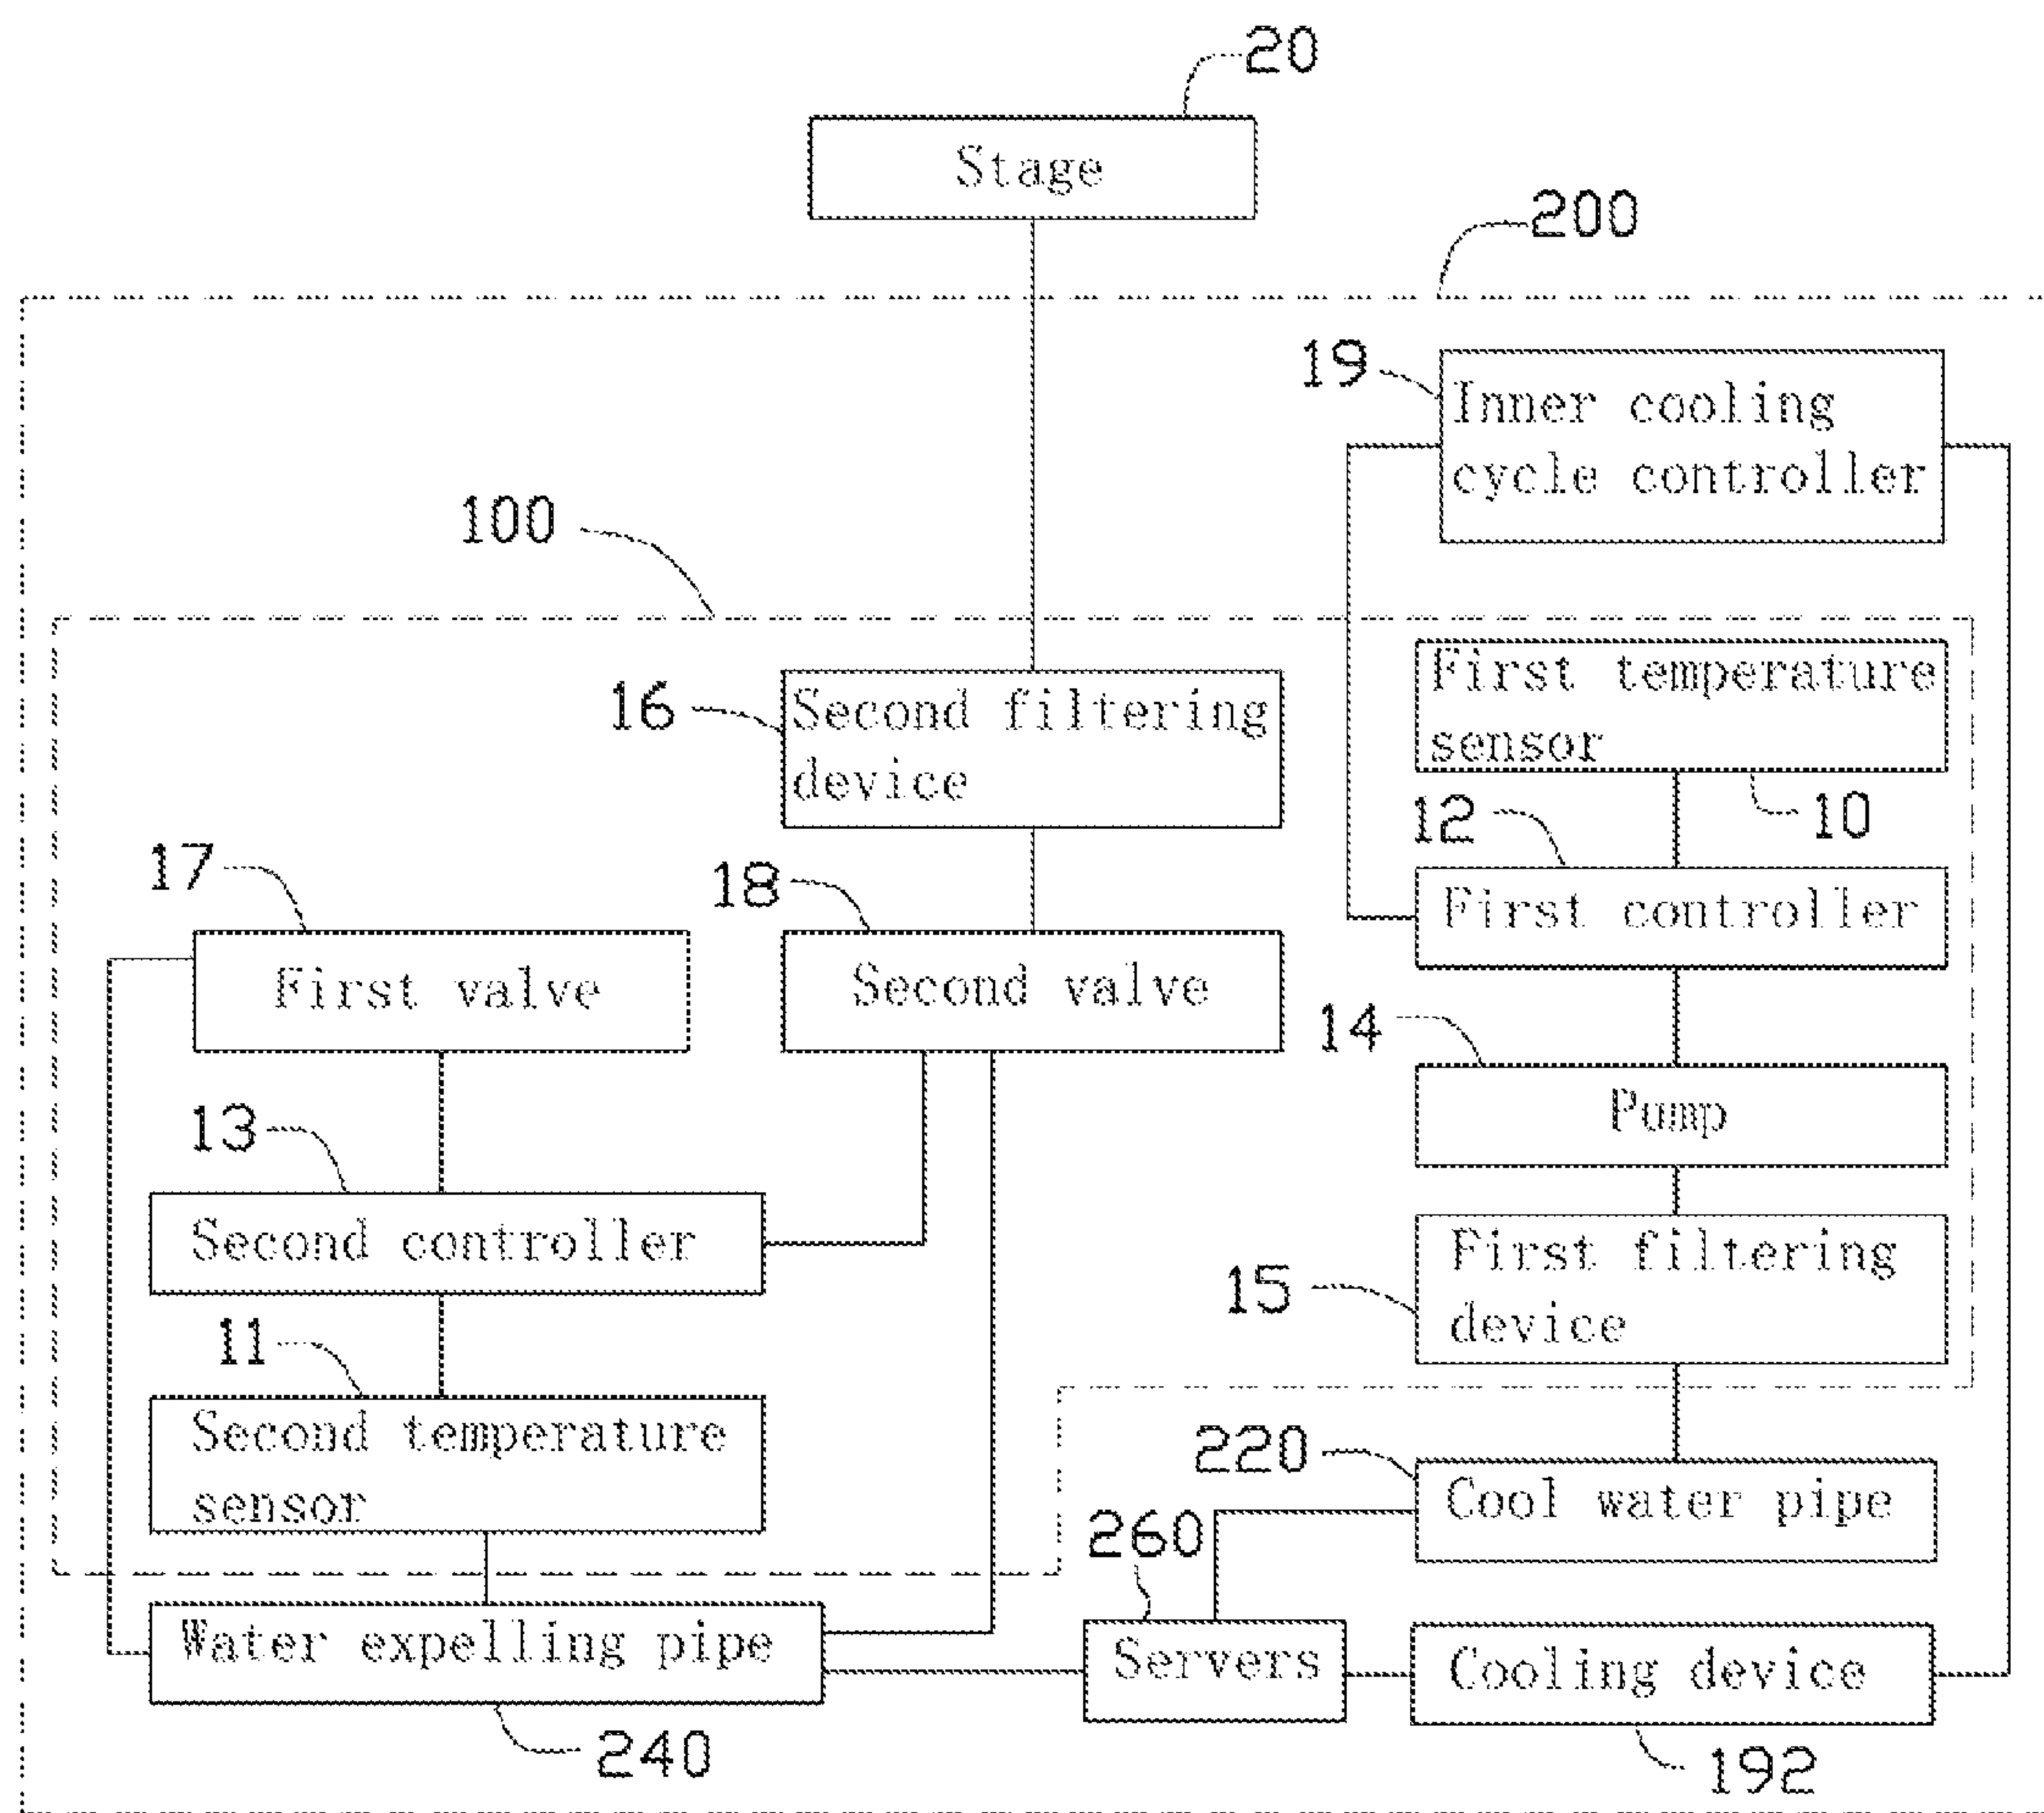 20
Stage
200
19
Inner cooling
cycle controller
100
First temperature
sensor
16
Second filtering
device
10
12
17
18
First controller
First valve
Second valve
14
Pump
13
Second controller
First filtering
device
15
11
Second temperature
sensor
220
Cool water pipe
260
Water expelling pipe
Servers
Cooling device
240
192